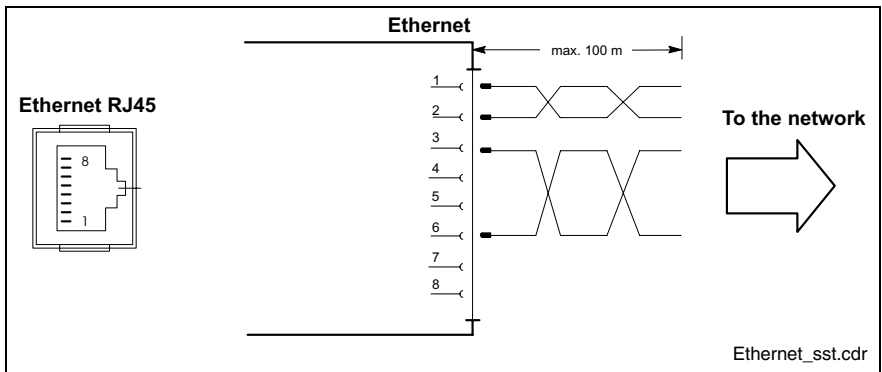 Ethernet
max. 100 m
Ethernet RJ45
8
1
1
2
3
4
5
6
7
8
To the network
Ethernet_sst.cdr